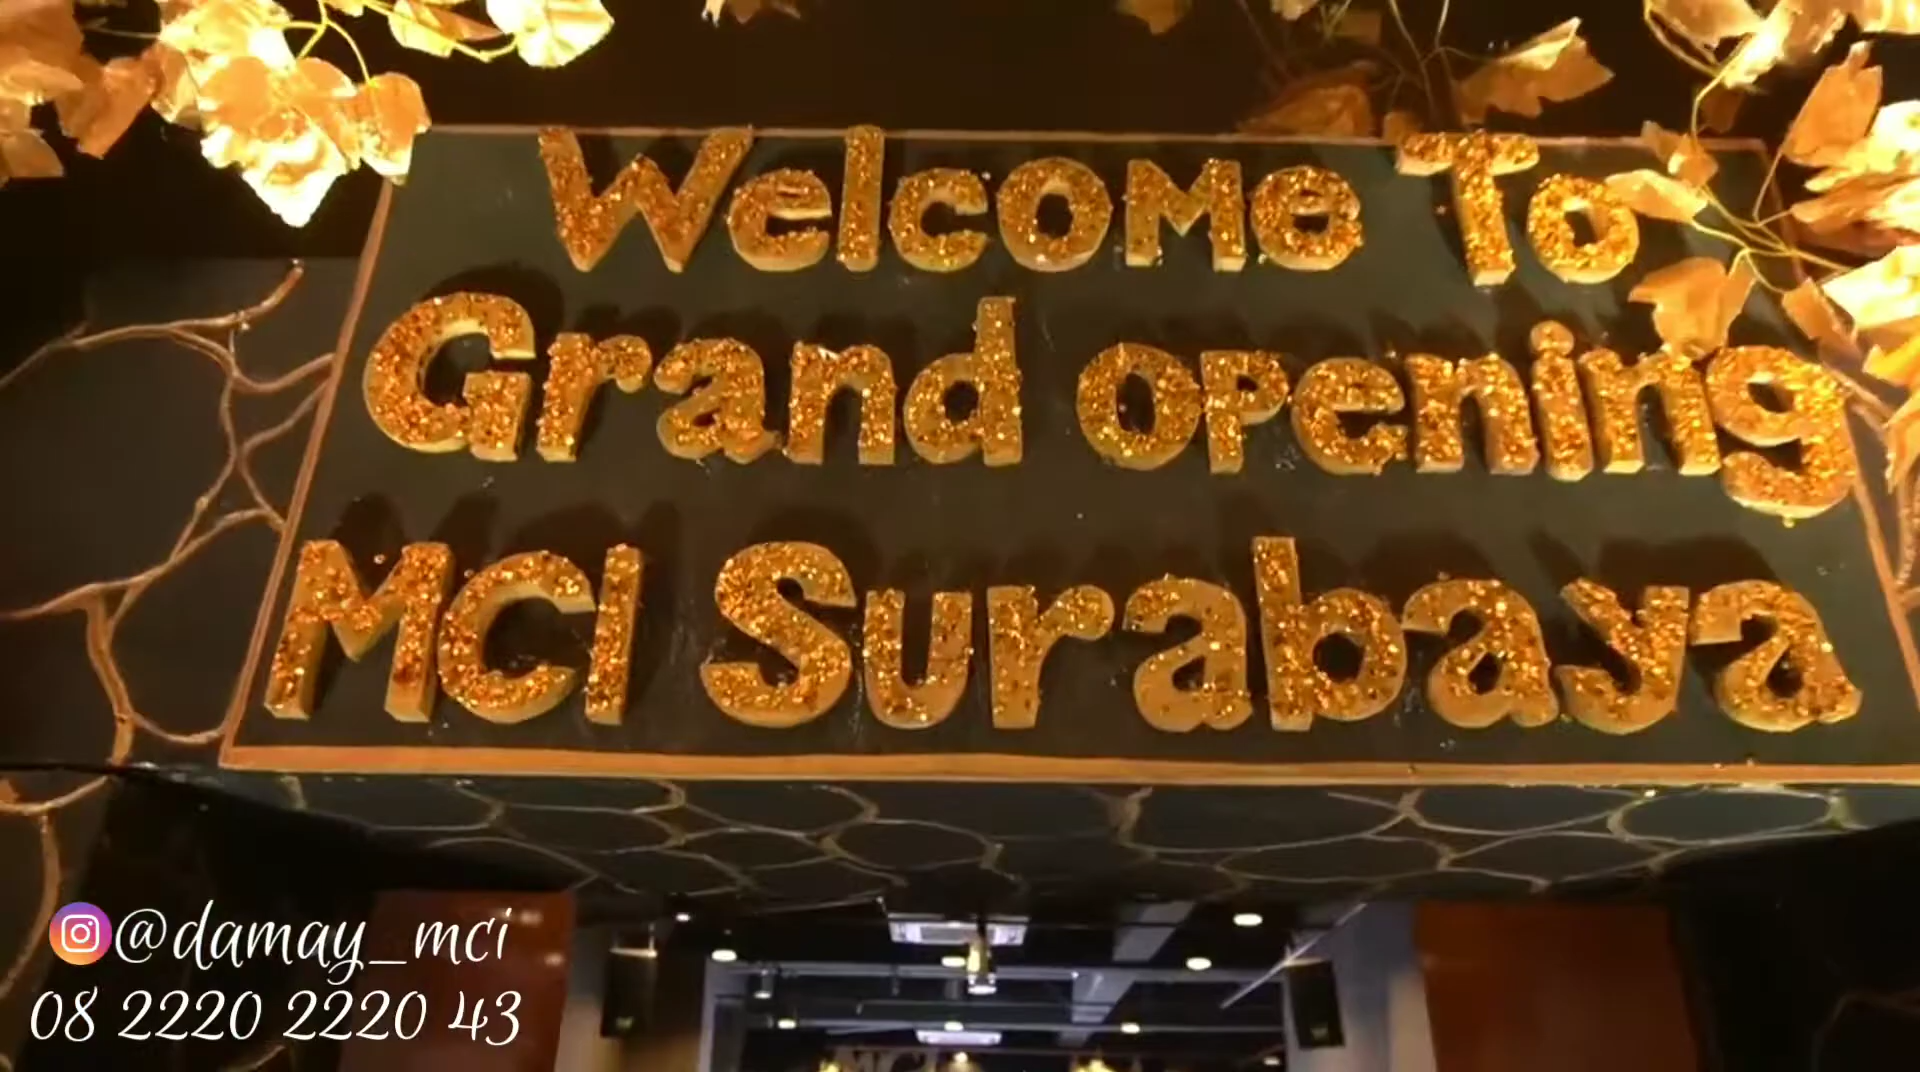 Welcome To
Grand opening
MCI Surabaya
@damay_mci
08 2220 2220 43